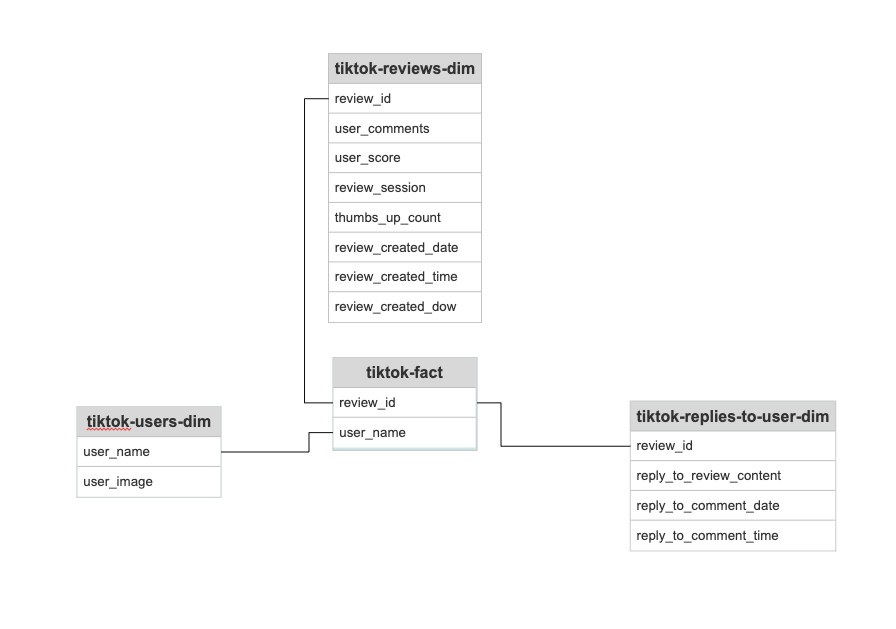 tiktok-reviews-dim
review_id
user_comments
user_score
review_session
thumbs_up_count
review_created_date
review_created_time
review_created_dow
tiktok-fact
review_id
user_name
tiktok-users-dim
user_name
user_image
tiktok-replies-to-user-dim
review_id
reply_to_review_content
reply_to_comment_date
reply_to_comment_time